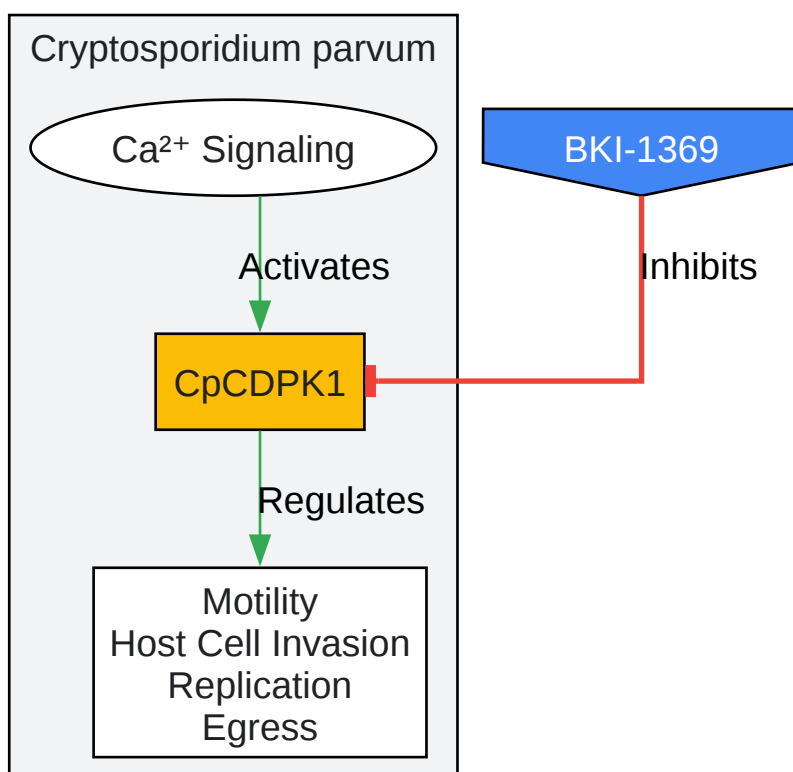 Cryptosporidium parvum
Ca²⁺ Signaling
BKI-1369
Activates
Inhibits
CpCDPK1
Regulates
Motility
Host Cell Invasion
Replication
Egress